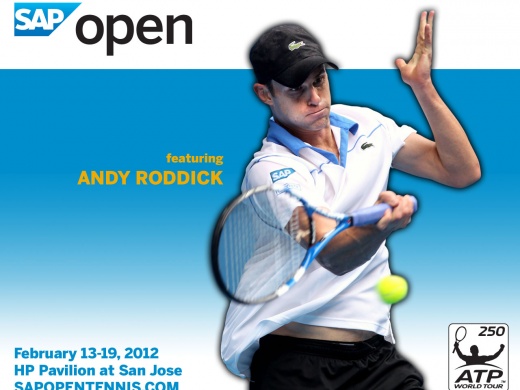 SAP open
featuring
ANDY RODDICK
SAP
February 13-19, 2012
HP Pavilion at San Jose
SAPOPENTENNIS.COM
250
ATP
WORLD TOUR